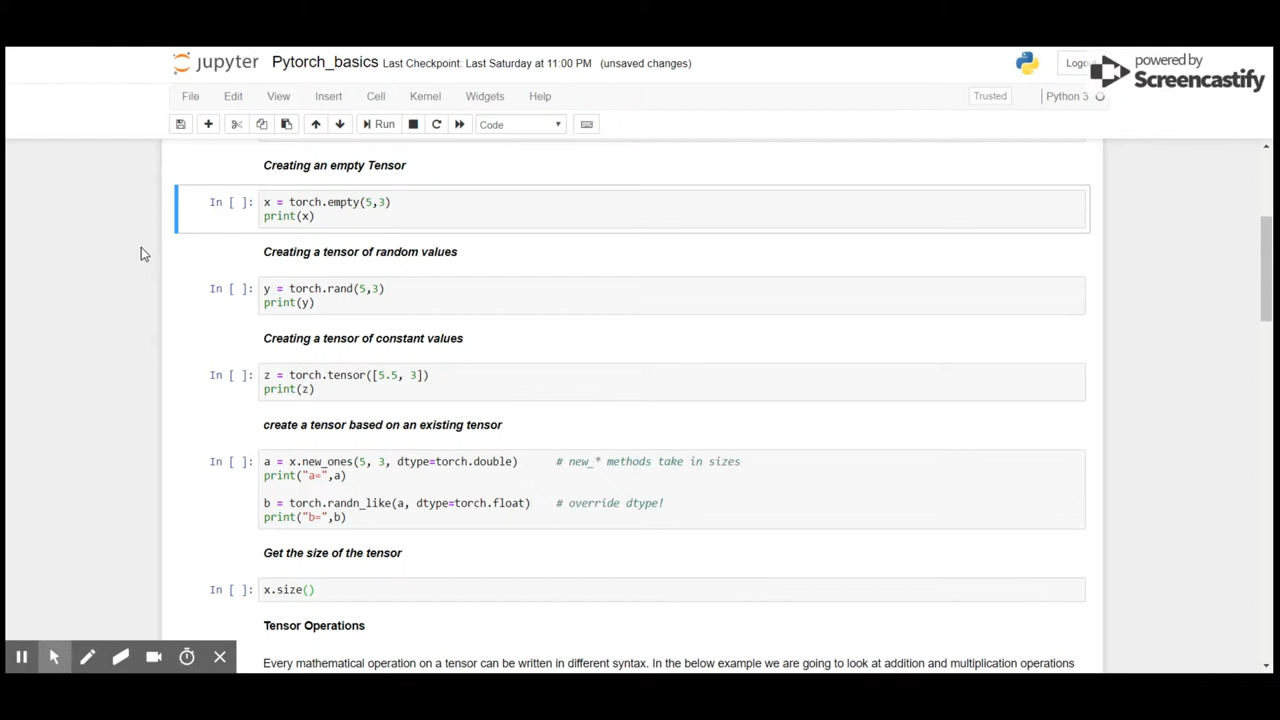 jupyter Pytorch_basics Last Checkpoint: Last Saturday at 11:00 PM (unsaved changes)
powered by
Screencastify
File Edit View Insert Cell Kernel Widgets Help Trusted Python 3
Run Code
Creating an empty Tensor
In [ ]: x = torch.empty(5,3)
print(x)
Creating a tensor of random values
In [ ]: y = torch.rand(5,3)
print(y)
Creating a tensor of constant values
In [ ]: z = torch.tensor([5.5, 3])
print(z)
create a tensor based on an existing tensor
In [ ]: a = x.new_ones(5, 3, dtype=torch.double) # new_* methods take in sizes
print("a=",a)
b = torch.randn_like(a, dtype=torch.float) # override dtype!
print("b=",b)
Get the size of the tensor
In [ ]: x.size()
Tensor Operations
Every mathematical operation on a tensor can be written in different syntax. In the below example we are going to look at addition and multiplication operations